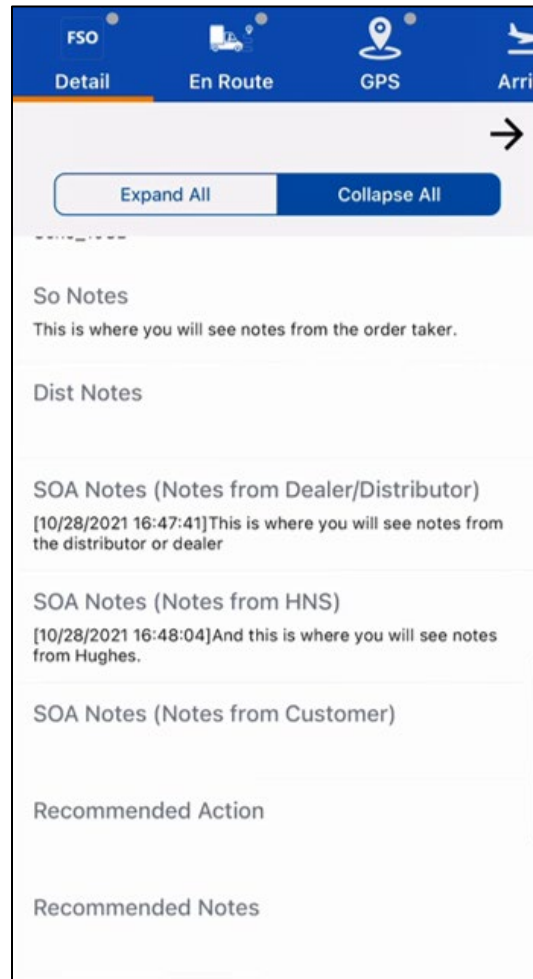 FSO
Detail
En Route
GPS
Arri
Expand All
Collapse All
So Notes
This is where you will see notes from the order taker.
Dist Notes
SOA Notes (Notes from Dealer/Distributor)
[10/28/2021 16:47:41]This is where you will see notes from
the distributor or dealer
SOA Notes (Notes from HNS)
[10/28/2021 16:48:04]And this is where you will see notes
from Hughes.
SOA Notes (Notes from Customer)
Recommended Action
Recommended Notes